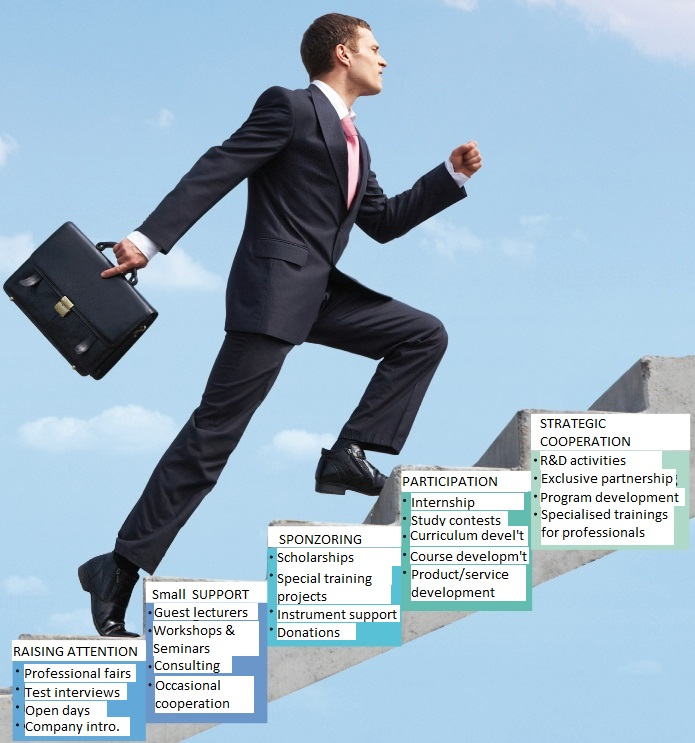 RAISING ATTENTION
• Professional fairs
• Test interviews
• Open days
• Company intro.
Small SUPPORT
• Guest lecturers
• Workshops &
Seminars
• Consulting
• Occasional
cooperation
SPONZORING
• Scholarships
• Special training
projects
• Instrument support
• Donations
PARTICIPATION
• Internship
• Study contests
• Curriculum devel't
• Course developm't
• Product/service
development
STRATEGIC
COOPERATION
• R&D activities
• Exclusive partnership
• Program development
• Specialised trainings
for professionals